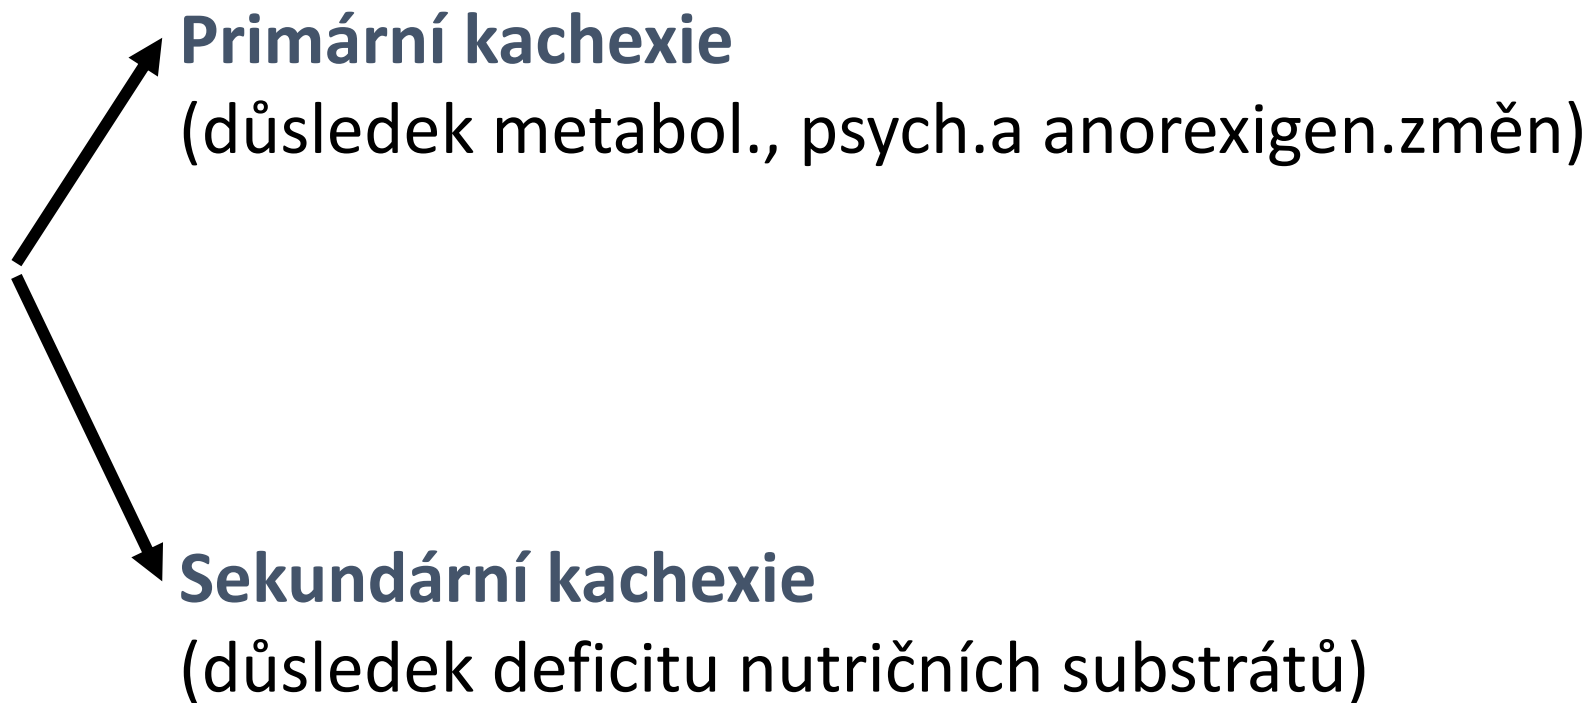 Primární kachexie
(důsledek metabol., psych.a anorexigen.změn)
Sekundární kachexie
(důsledek deficitu nutričních substrátů)